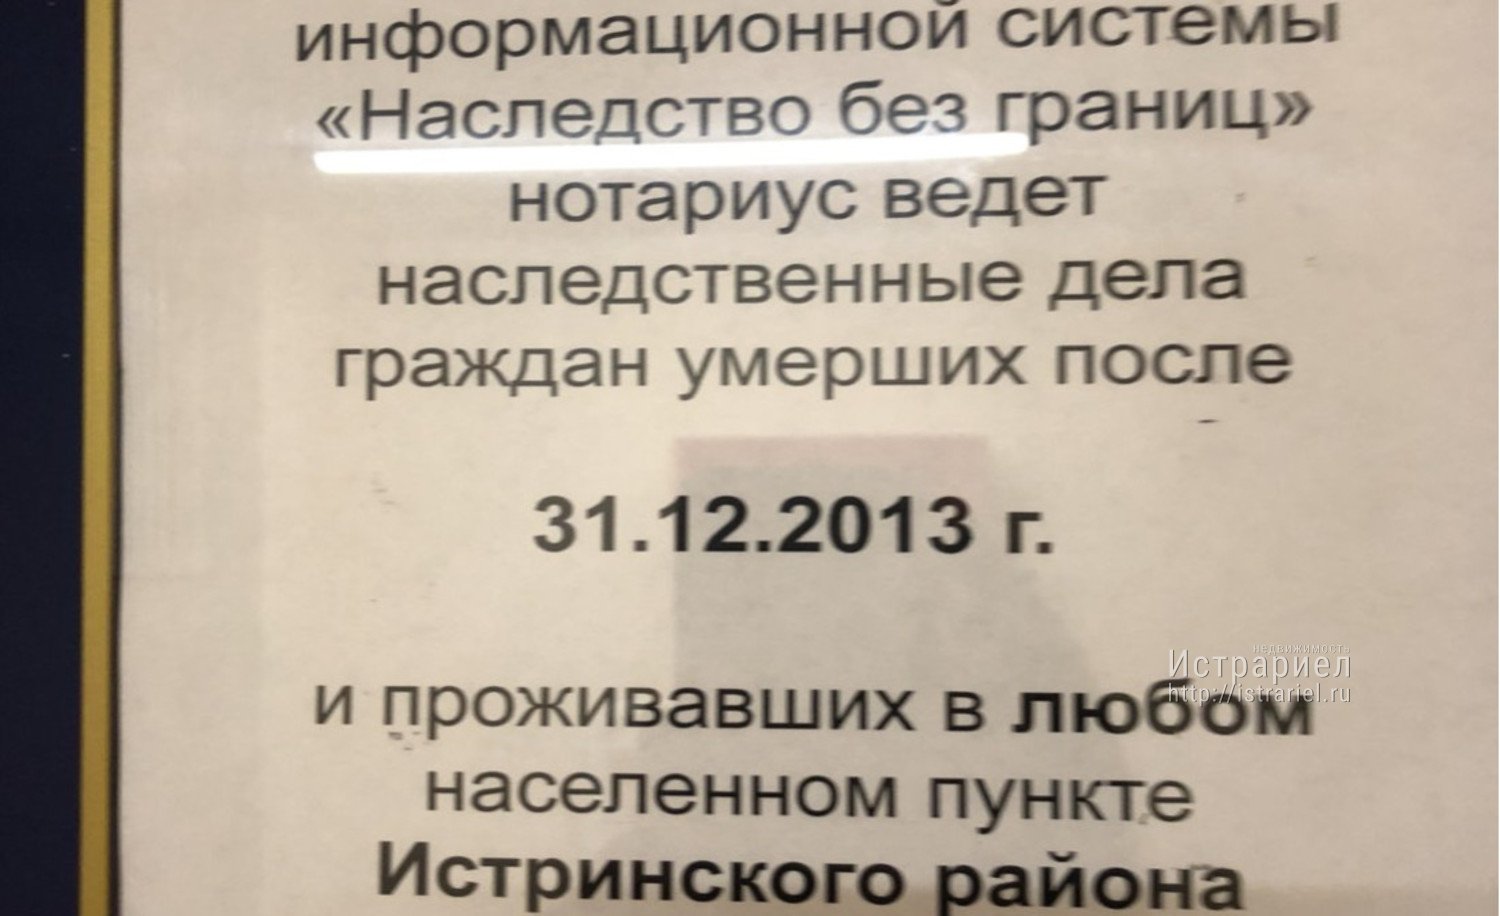 информационной системы
«Наследство без границ»
нотариус ведет
наследственные дела
граждан умерших после
31.12.2013 г.
недвижимость
Истрариел
http://istrariel.ru
и проживавших в любом
населенном пункте
Истринского района